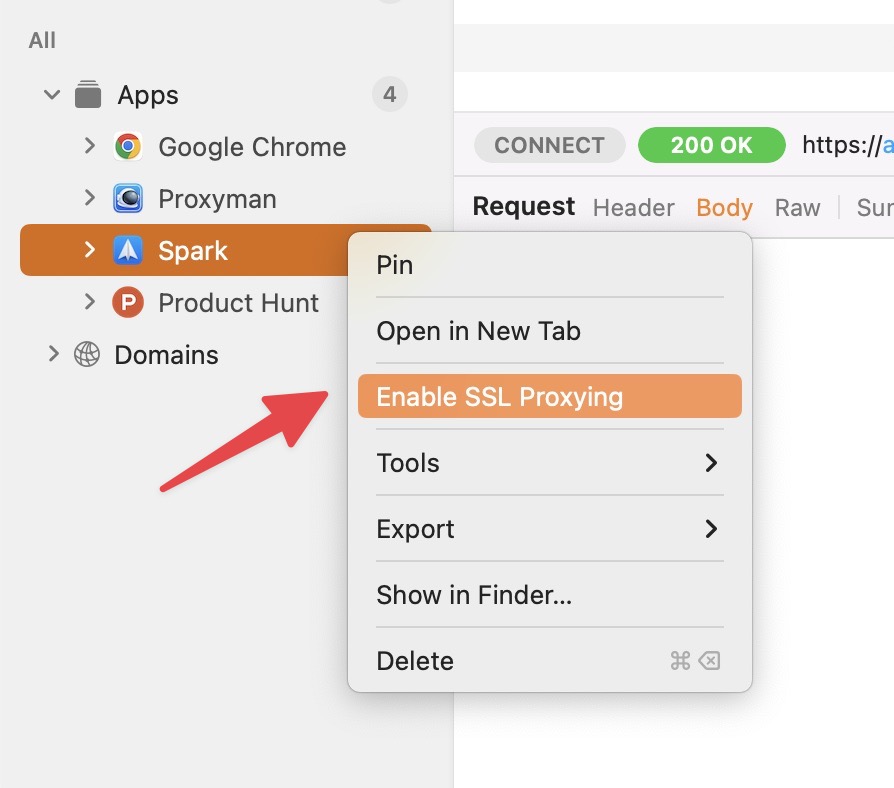 All
Apps
4
Google Chrome
Proxyman
Spark
P Product Hunt
Domains
CONNECT 200 OK https://a
Request Header Body Raw Sur
Pin
Open in New Tab
Enable SSL Proxying
Tools
Export
Show in Finder...
Delete ⌘ ⌫